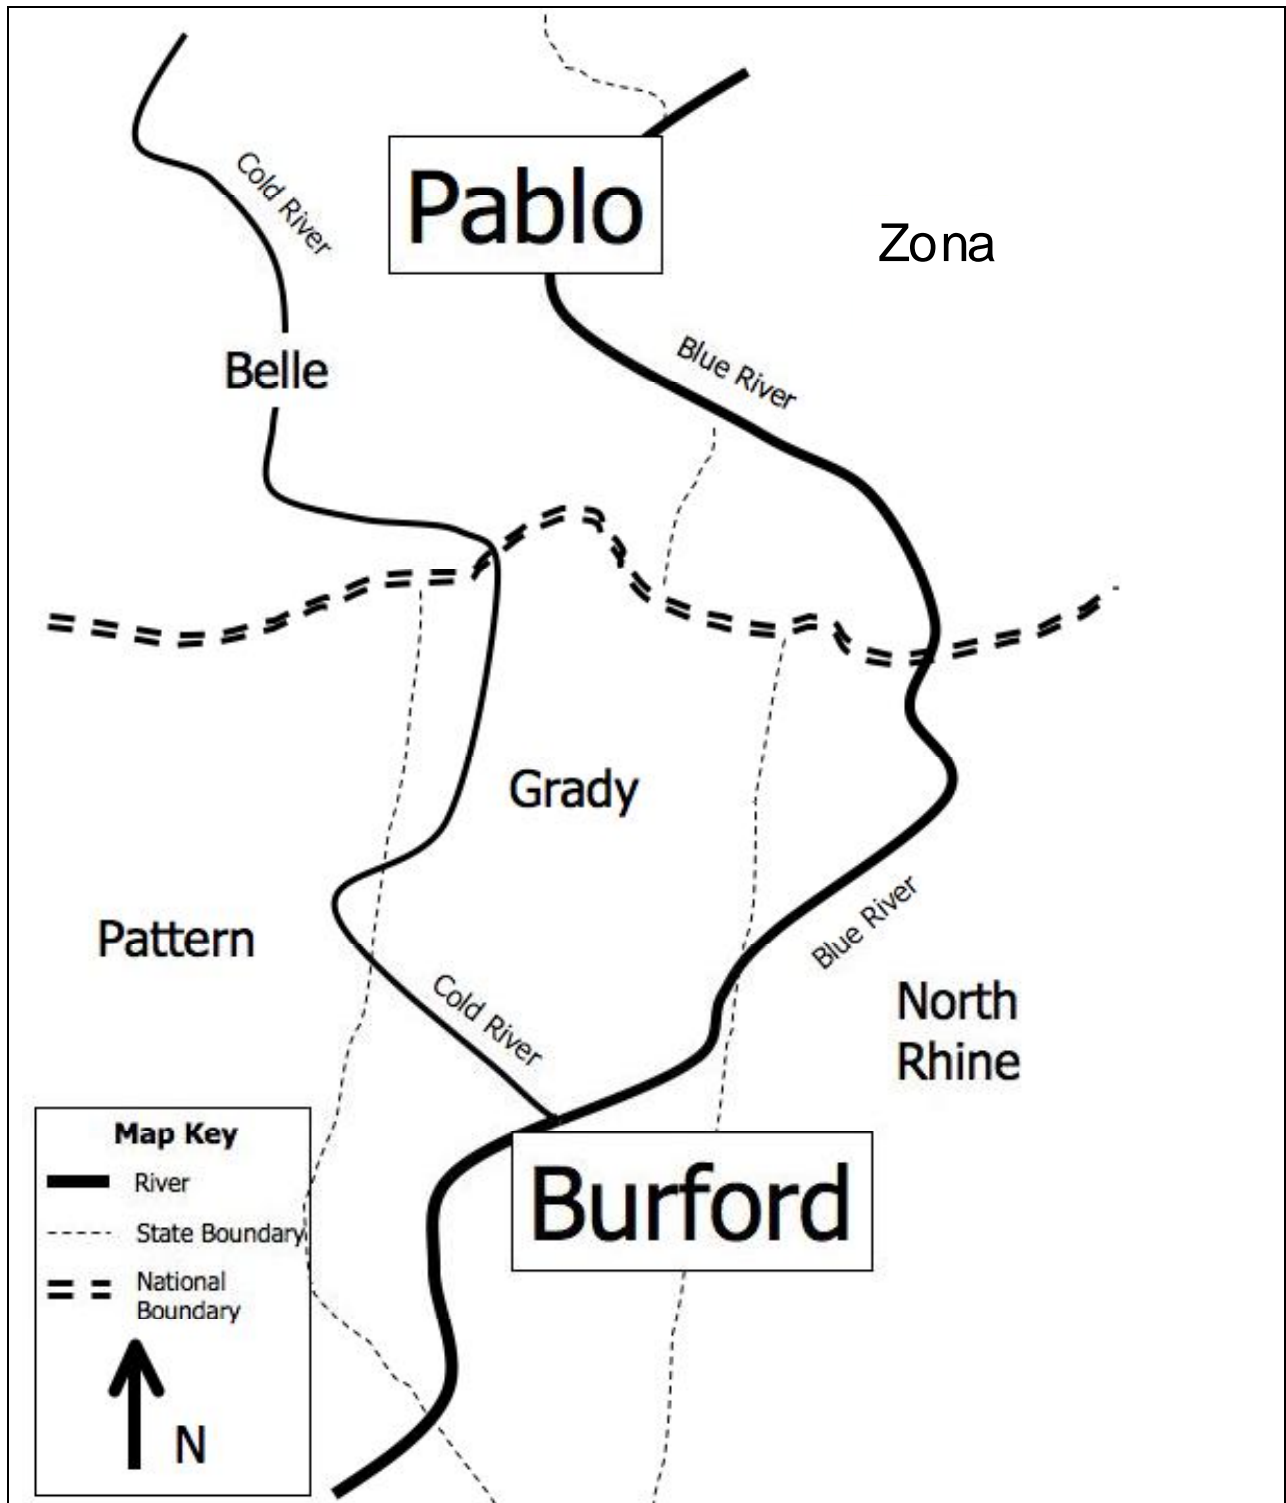 Cold River
Pablo
Zona
Blue River
Belle
Grady
Pattern
Blue River
Cold River
North
Rhine
Burford
Map Key
River
State Boundary
National
Boundary
N